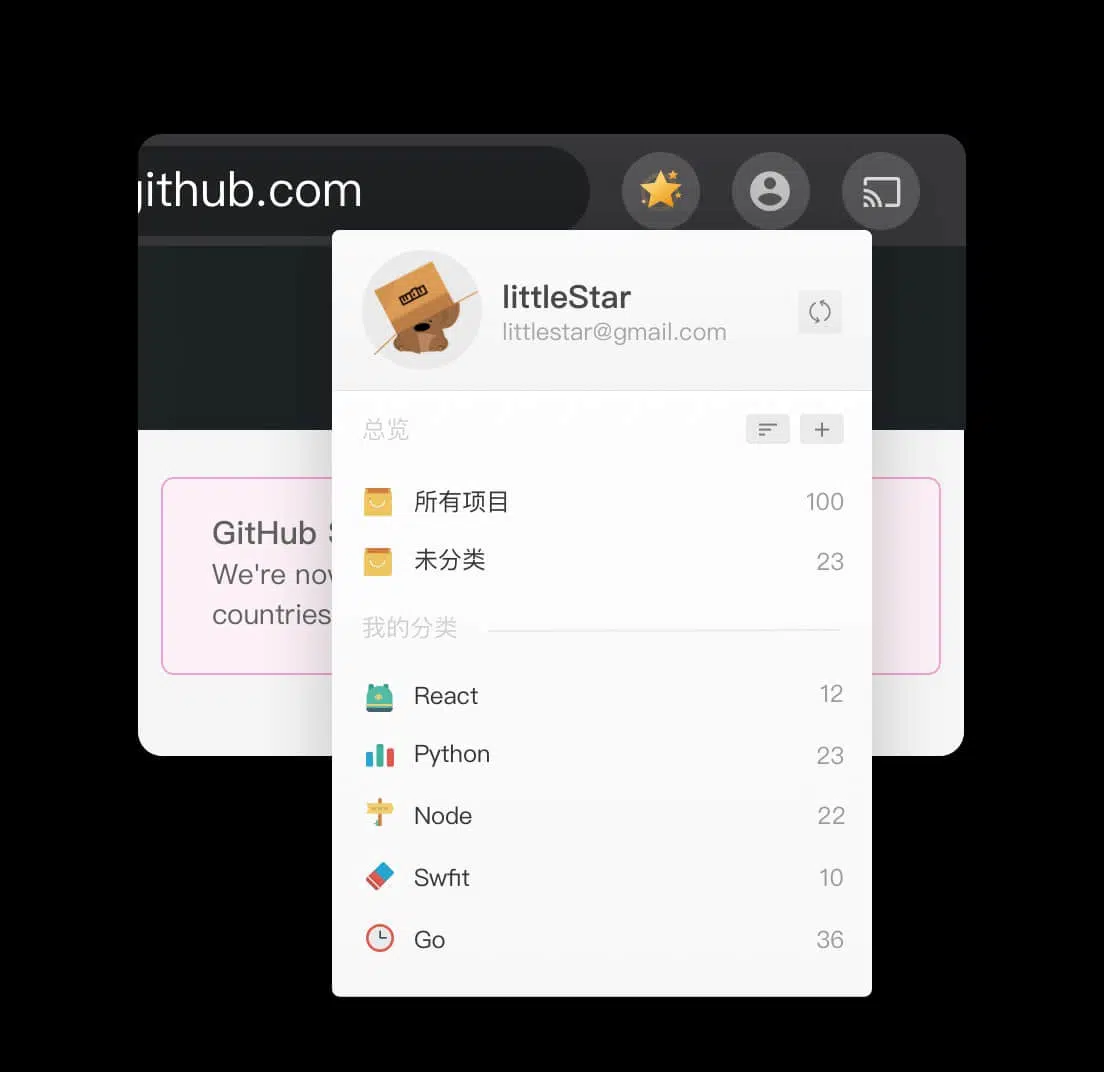 github.com
littleStar
littlestar@gmail.com
总览
所有项目 100
未分类 23
我的分类
React 12
Python 23
Node 22
Swfit 10
Go 36
GitHub
We're
countries